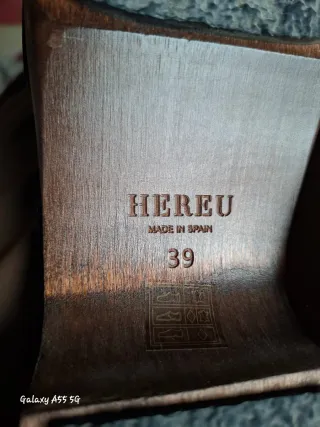 HEREU
MADE IN SPAIN
39
Galaxy A55 5G